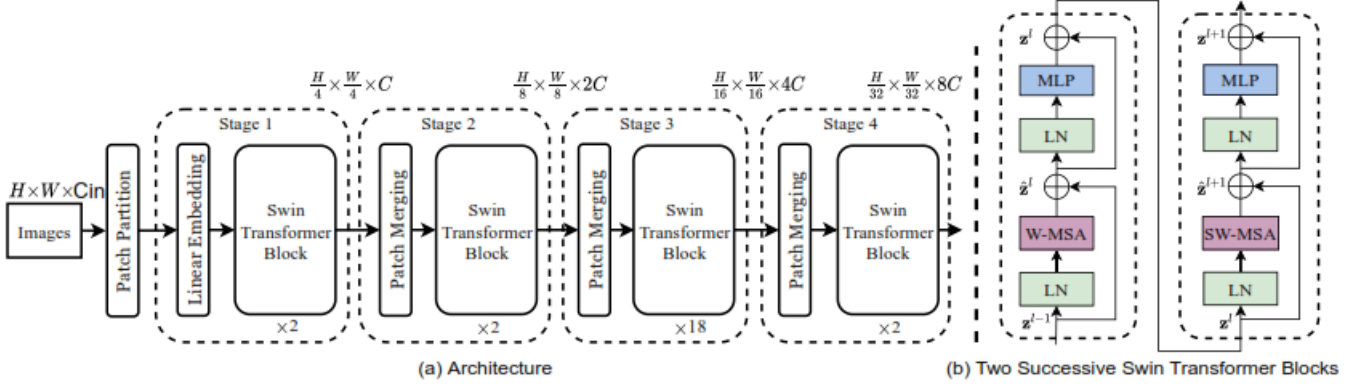 H×W×Cin
Images
Patch Partition
H/4 × W/4 × C
Stage 1
Linear Embedding
Swin
Transformer
Block
×2
H/8 × W/8 × 2C
Stage 2
Patch Merging
Swin
Transformer
Block
×2
H/16 × W/16 × 4C
Stage 3
Patch Merging
Swin
Transformer
Block
×18
H/32 × W/32 × 8C
Stage 4
Patch Merging
Swin
Transformer
Block
×2
(a) Architecture
z^l
MLP
LN
ẑ^l
W-MSA
LN
z^{l-1}
z^{l+1}
MLP
LN
ẑ^{l+1}
SW-MSA
LN
z^l
(b) Two Successive Swin Transformer Blocks